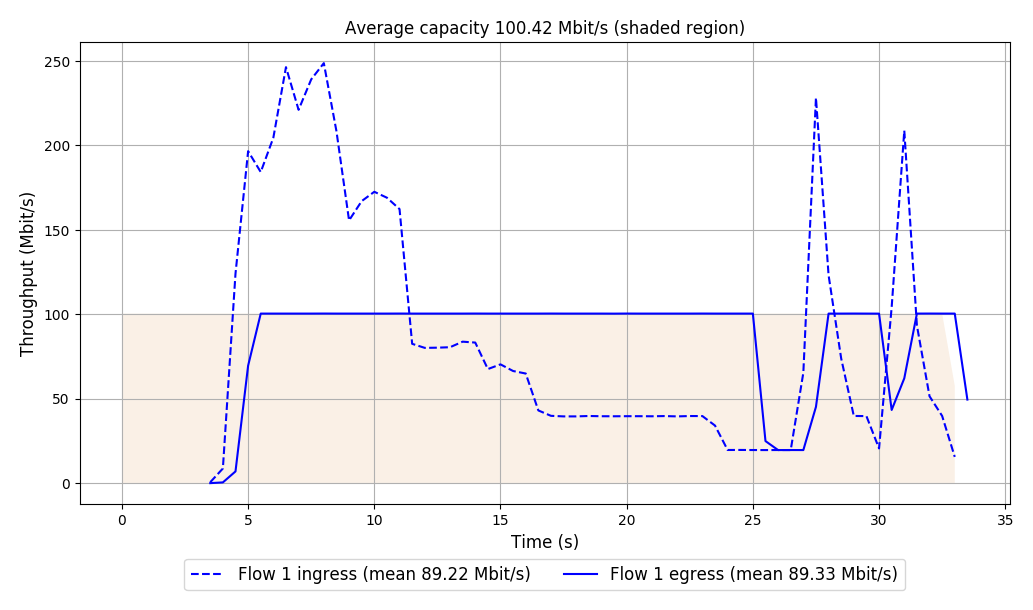 Average capacity 100.42 Mbit/s (shaded region)
Throughput (Mbit/s)
250
200
150
100
50
0
0 5 10 15 20 25 30 35
Time (s)
Flow 1 ingress (mean 89.22 Mbit/s) Flow 1 egress (mean 89.33 Mbit/s)